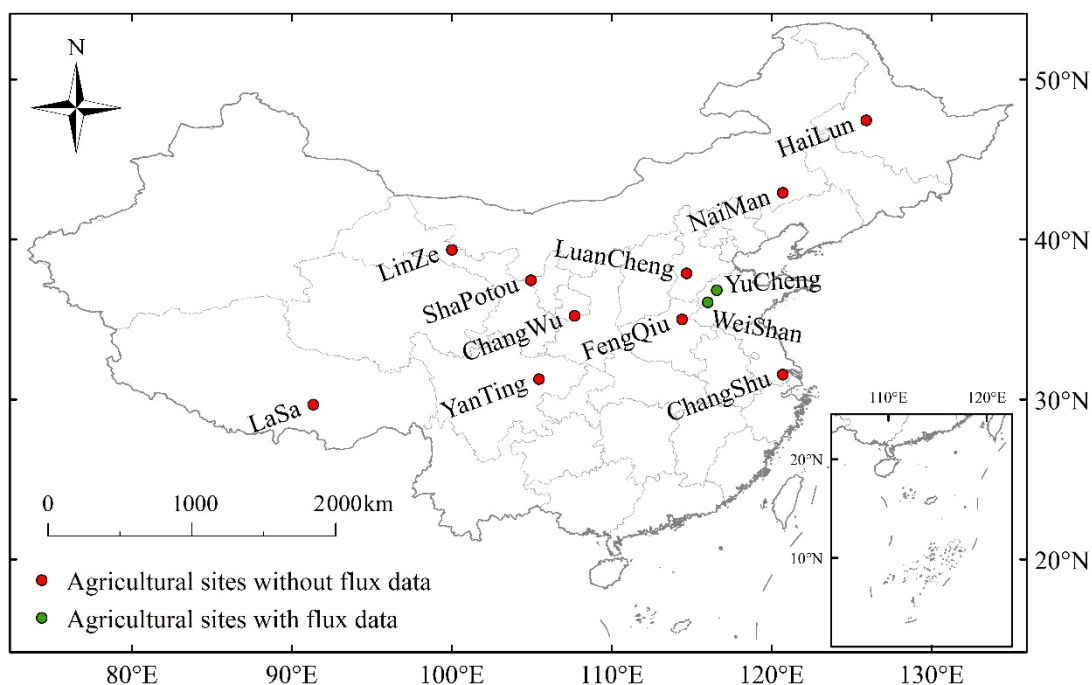 N
50°N
HaiLun
NaiMan
40°N
LinZe
LuanCheng
ShaPotou
YuCheng
ChangWu
FengQiu
WeiShan
YanTing
ChangShu
LaSa
30°N
110°E 120°E
20°N
10°N
0 1000 2000km
20°N
Agricultural sites without flux data
Agricultural sites with flux data
80°E 90°E 100°E 110°E 120°E 130°E